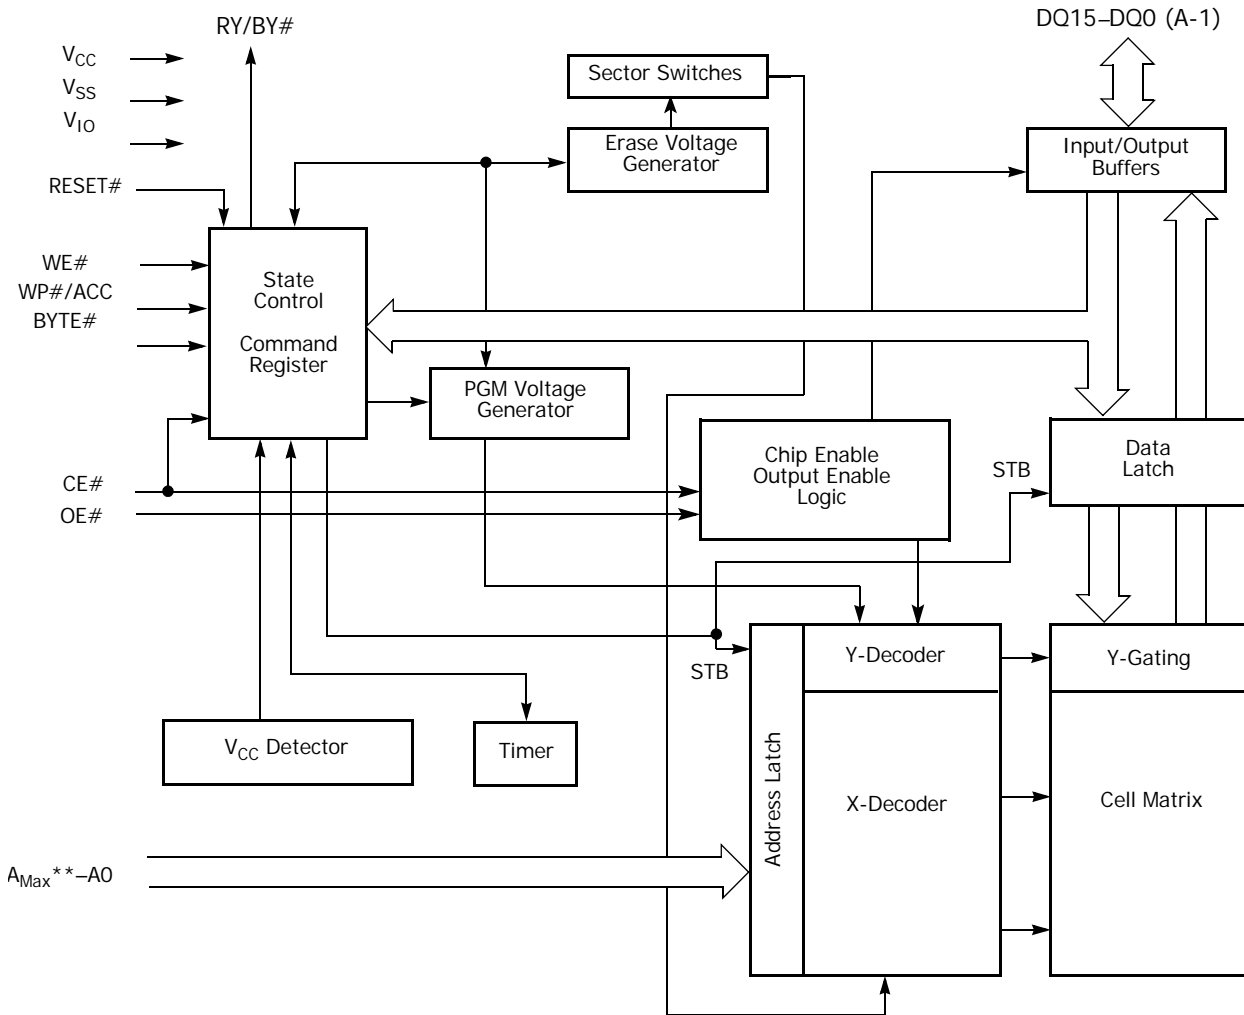 RY/BY#
DQ15–DQ0 (A-1)
VCC
VSS
VIO
RESET#
WE#
WP#/ACC
BYTE#
CE#
OE#
AMax**–A0
Sector Switches
Erase Voltage
Generator
Input/Output
Buffers
State
Control
Command
Register
PGM Voltage
Generator
Chip Enable
Output Enable
Logic
STB
Data
Latch
STB
Y-Decoder
Y-Gating
VCC Detector
Timer
Address Latch
X-Decoder
Cell Matrix